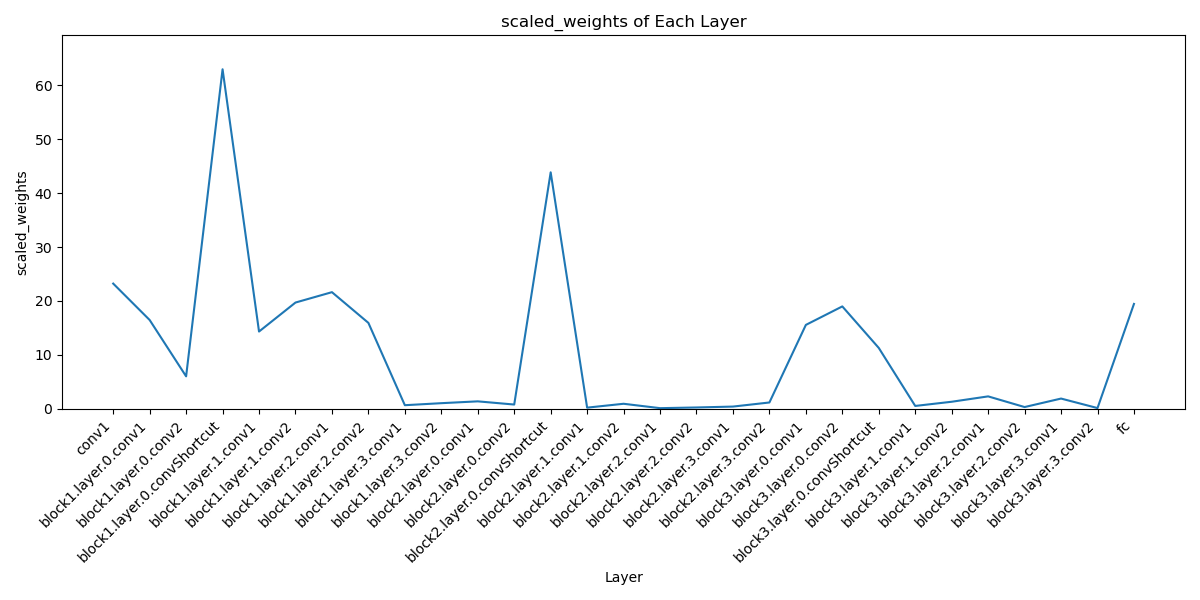 scaled_weights of Each Layer
scaled_weights
60
50
40
30
20
10
0
conv1
block1.layer.0.conv1
block1.layer.0.conv2
block1.layer.0.convShortcut
block1.layer.1.conv1
block1.layer.1.conv2
block1.layer.2.conv1
block1.layer.2.conv2
block1.layer.3.conv1
block1.layer.3.conv2
block2.layer.0.conv1
block2.layer.0.conv2
block2.layer.0.convShortcut
block2.layer.1.conv1
block2.layer.1.conv2
block2.layer.2.conv1
block2.layer.2.conv2
block2.layer.3.conv1
block2.layer.3.conv2
block3.layer.0.conv1
block3.layer.0.conv2
block3.layer.0.convShortcut
block3.layer.1.conv1
block3.layer.1.conv2
block3.layer.2.conv1
block3.layer.2.conv2
block3.layer.3.conv1
block3.layer.3.conv2
fc
Layer